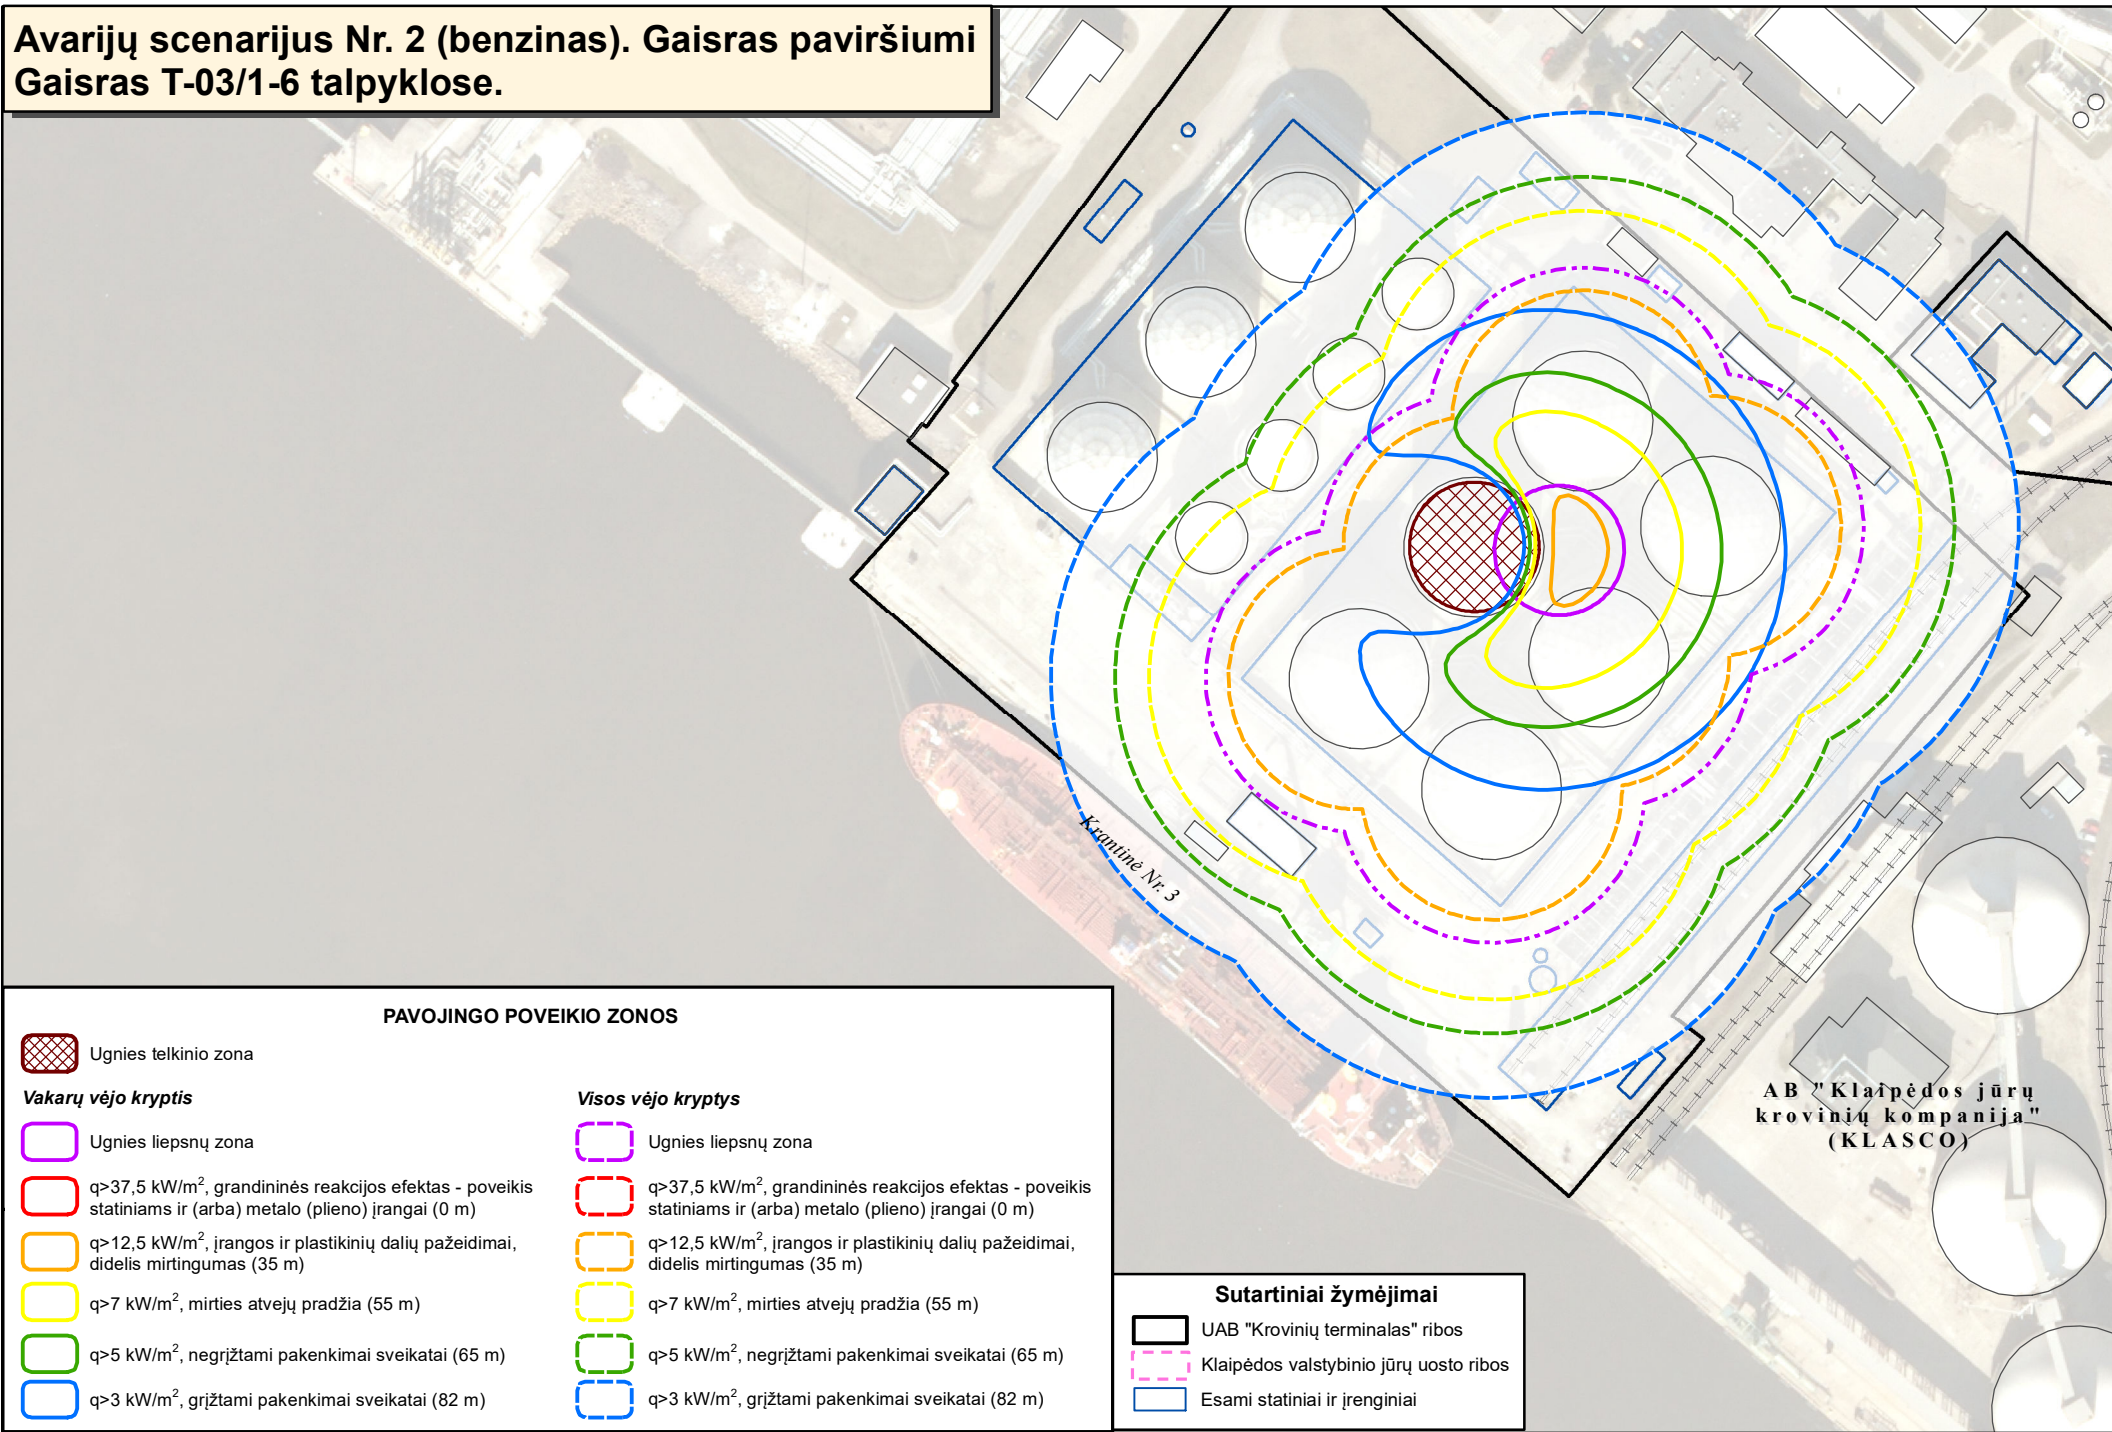 Avarijų scenarijus Nr. 2 (benzinas). Gaisras paviršiumi
Gaisras T-03/1-6 talpyklose.
Krantinė Nr. 3
AB "Klaipėdos jūrų
krovinių kompanija"
(KLASCO)
PAVOJINGO POVEIKIO ZONOS
Ugnies telkinio zona
Vakarų vėjo kryptis
Ugnies liepsnų zona
q>37,5 kW/m², grandininės reakcijos efektas - poveikis
statiniams ir (arba) metalo (plieno) įrangai (0 m)
q>12,5 kW/m², įrangos ir plastikinių dalių pažeidimai,
didelis mirtingumas (35 m)
q>7 kW/m², mirties atvejų pradžia (55 m)
q>5 kW/m², negrįžtami pakenkimai sveikatai (65 m)
q>3 kW/m², grįžtami pakenkimai sveikatai (82 m)
Visos vėjo kryptys
Ugnies liepsnų zona
q>37,5 kW/m², grandininės reakcijos efektas - poveikis
statiniams ir (arba) metalo (plieno) įrangai (0 m)
q>12,5 kW/m², įrangos ir plastikinių dalių pažeidimai,
didelis mirtingumas (35 m)
q>7 kW/m², mirties atvejų pradžia (55 m)
q>5 kW/m², negrįžtami pakenkimai sveikatai (65 m)
q>3 kW/m², grįžtami pakenkimai sveikatai (82 m)
Sutartiniai žymėjimai
UAB "Krovinių terminalas" ribos
Klaipėdos valstybinio jūrų uosto ribos
Esami statiniai ir įrenginiai